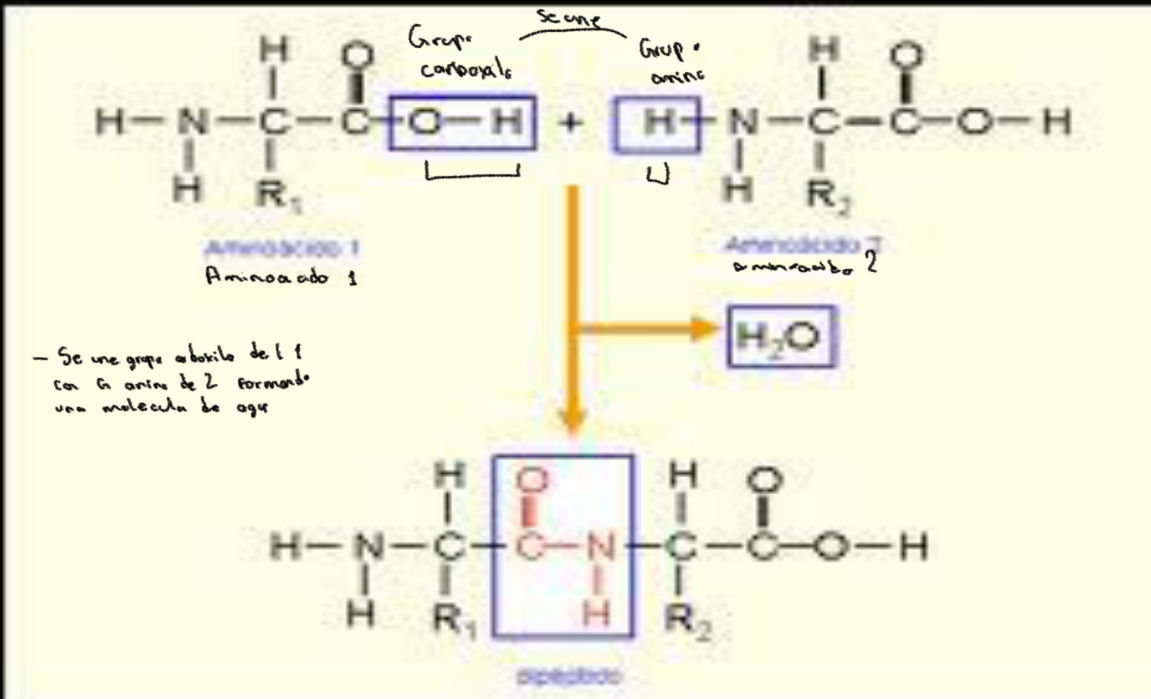 se une
Grupo
carboxilo
Grupo
amino
H
O
H
O
H—N—C—C—O—H + H—N—C—C—O—H
H
R₁
H
R₂
Aminoácido 1
Aminoácido 2
Aminoacido 1
aminoacido 2
H₂O
— Se une grupo carboxilo del 1
con G amino de 2 formando
una molecula de agua
H
O
H
O
H—N—C—C—N—C—C—O—H
H
R₁
H
R₂
dipéptido